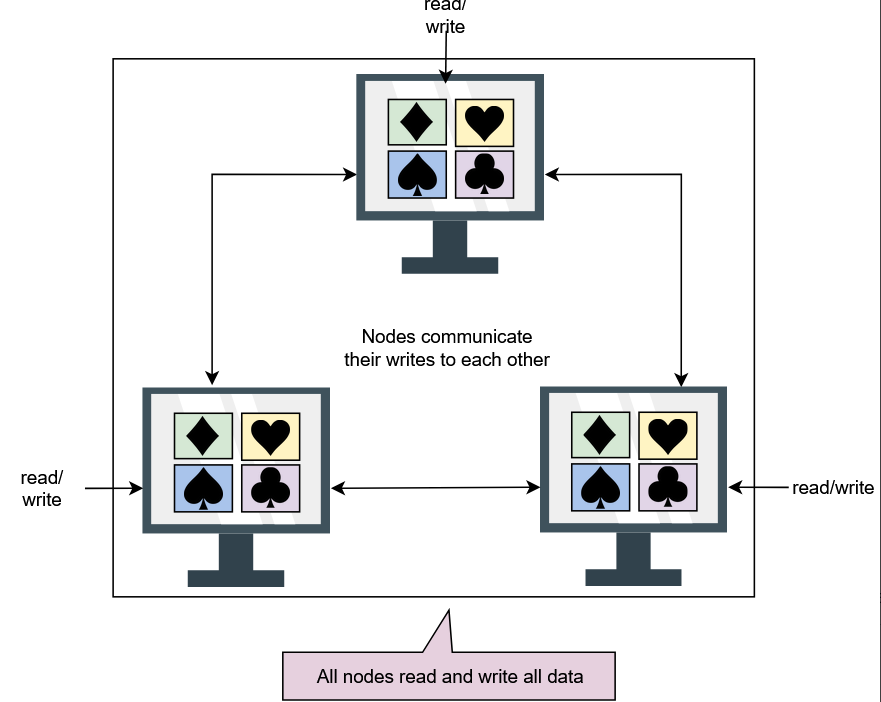 read/
write
Nodes communicate
their writes to each other
read/
write
read/write
All nodes read and write all data